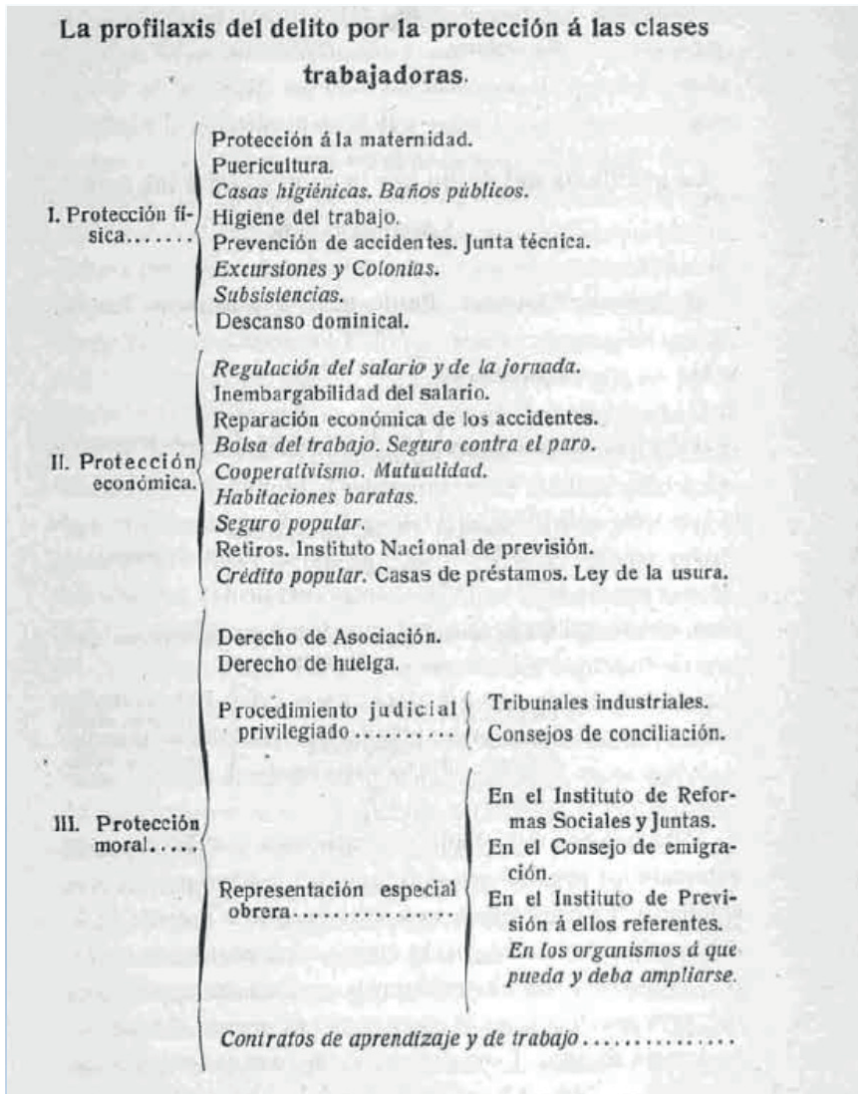 La profilaxis del delito por la protección á las clases
trabajadoras.
I. Protección fí-
sica.......
Protección á la maternidad.
Puericultura.
Casas higiénicas. Baños públicos.
Higiene del trabajo.
Prevención de accidentes. Junta técnica.
Excursiones y Colonias.
Subsistencias.
Descanso dominical.
II. Protección
económica.
Regulación del salario y de la jornada.
Inembargabilidad del salario.
Reparación económica de los accidentes.
Bolsa del trabajo. Seguro contra el paro.
Cooperativismo. Mutualidad.
Habitaciones baratas.
Seguro popular.
Retiros. Instituto Nacional de previsión.
Crédito popular. Casas de préstamos. Ley de la usura.
III. Protección
moral.....
Derecho de Asociación.
Derecho de huelga.
Procedimiento judicial
privilegiado ..........
Tribunales industriales.
Consejos de conciliación.
Representación especial
obrera.................
En el Instituto de Refor-
mas Sociales y Juntas.
En el Consejo de emigra-
ción.
En el Instituto de Previ-
sión á ellos referentes.
En los organismos á que
pueda y deba ampliarse.
Contratos de aprendizaje y de trabajo ...............